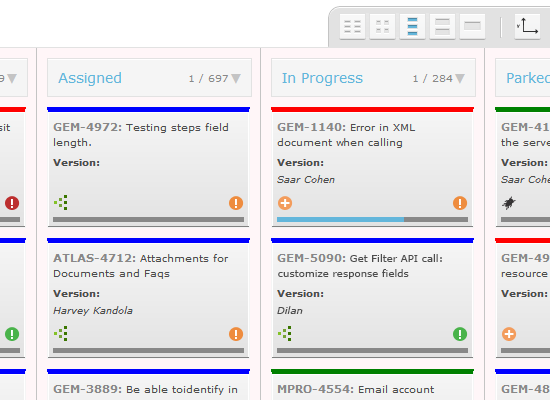 9
Assigned
1 / 697
In Progress
1 / 284
Parked
sit
GEM-4972: Testing steps field
length.
Version:
ATLAS-4712: Attachments for
Documents and Faqs
Version:
Harvey Kandola
GEM-3889: Be able toidentify in
GEM-1140: Error in XML
document when calling
Version:
Saar Cohen
GEM-5090: Get Filter API call:
customize response fields
Version:
Dilan
MPRO-4554: Email account
GEM-41
the serve
Version:
Saar Cohe
GEM-49
resource
Version:
GEM-48